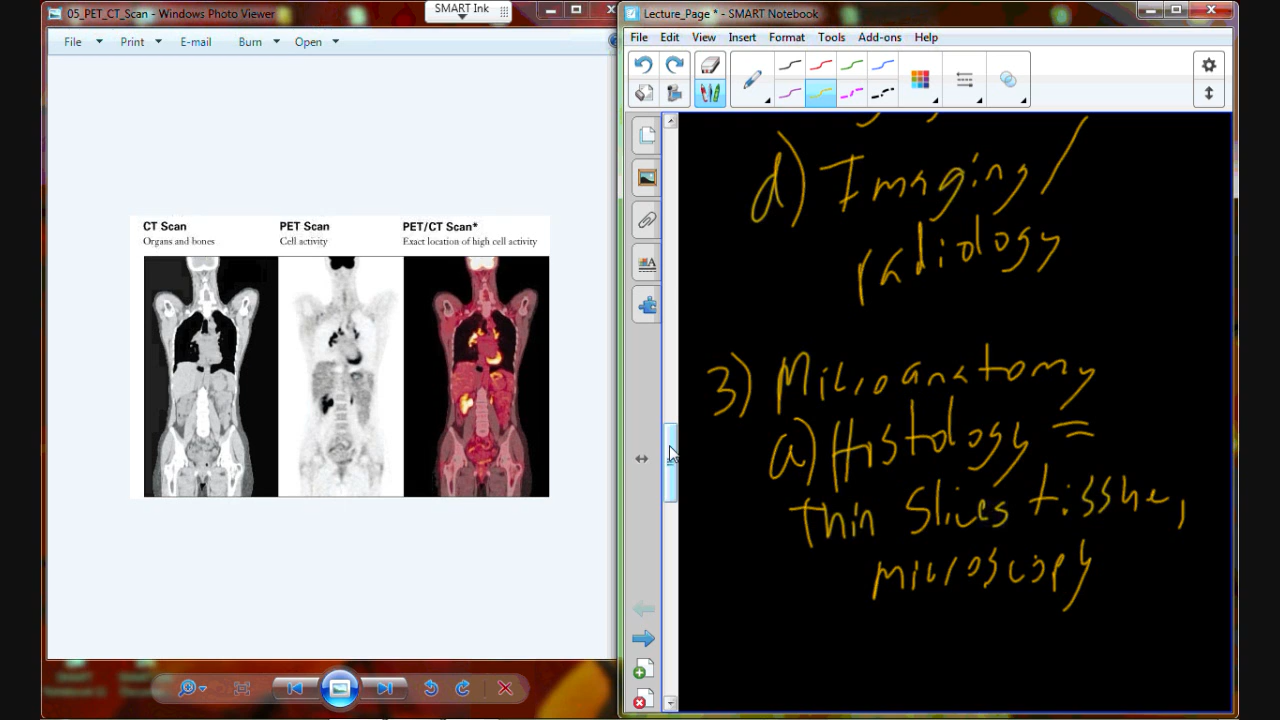 05_PET_CT_Scan - Windows Photo Viewer
SMART Ink
File Print E-mail Burn Open
CT Scan
Organs and bones
PET Scan
Cell activity
PET/CT Scan*
Exact location of high cell activity
Lecture_Page * - SMART Notebook
File Edit View Insert Format Tools Add-ons Help
d) Imaging/
radiology
3) Microanatomy
a) Histology =
thin slices tissue,
microscopy